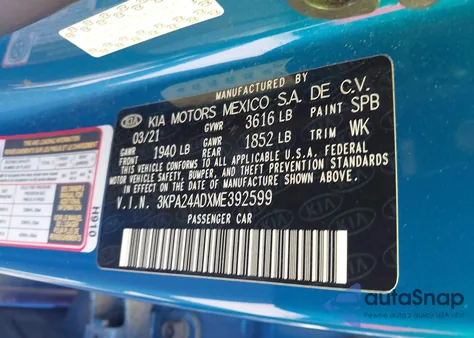 MANUFACTURED BY
KIA KIA MOTORS MEXICO S.A. DE C.V.
03/21 GVWR 3616 LB PAINT SPB
GAWR FRONT 1940 LB GAWR REAR 1852 LB TRIM WK
THIS VEHICLE CONFORMS TO ALL APPLICABLE U.S.A. FEDERAL
MOTOR VEHICLE SAFETY, BUMPER, AND THEFT PREVENTION STANDARDS
IN EFFECT ON THE DATE OF MANUFACTURE SHOWN ABOVE.
V.I.N. 3KPA24ADXME392599
PASSENGER CAR
H910
autoSnap